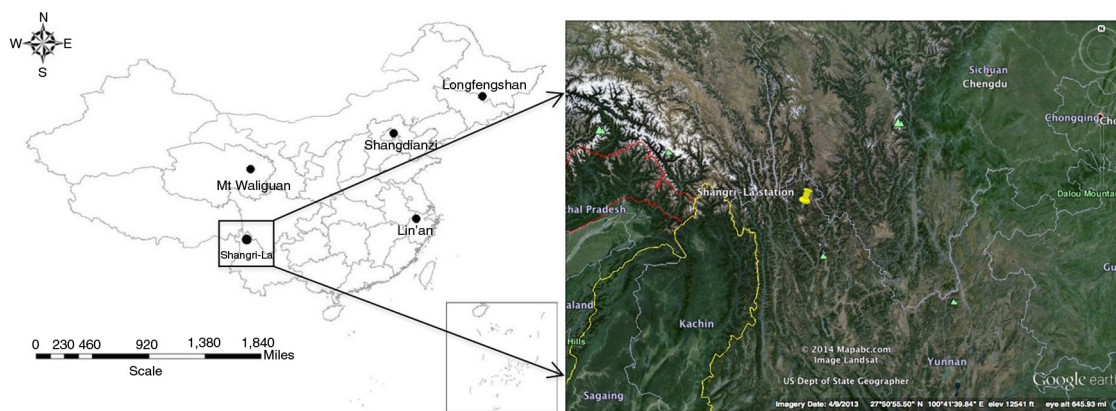 N
W E
S
Longfengshan
Shangdianzi
Mt Waliguan
Lin'an
Shangri-La
0 230 460 920 1,380 1,840
Miles
Scale
N
Sichuan
Chengdu
Chongqing
Shangri-La station
Dalou
chal Pradesh
aland
Hills
Kachin
Sagaing
Yunnan
© 2014 Mapabc.com
Image Landsat
US Dept of State Geographer
Google earth
Imagery Date: 4/9/2013 27°50'55.50" N 100°41'39.84" E elev 12541 ft eye alt 645.93 mi